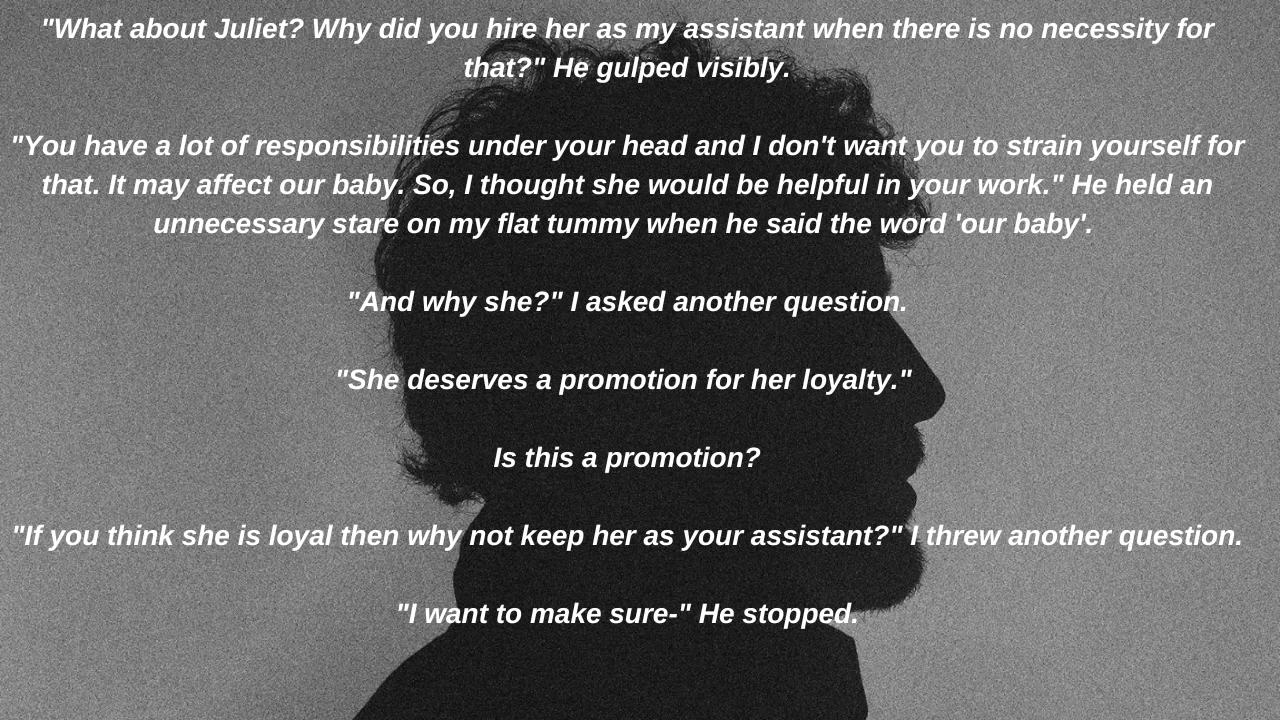 "What about Juliet? Why did you hire her as my assistant when there is no necessity for
that?" He gulped visibly.
"You have a lot of responsibilities under your head and I don't want you to strain yourself for
that. It may affect our baby. So, I thought she would be helpful in your work." He held an
unnecessary stare on my flat tummy when he said the word 'our baby'.
"And why she?" I asked another question.
"She deserves a promotion for her loyalty."
Is this a promotion?
"If you think she is loyal then why not keep her as your assistant?" I threw another question.
"I want to make sure-" He stopped.